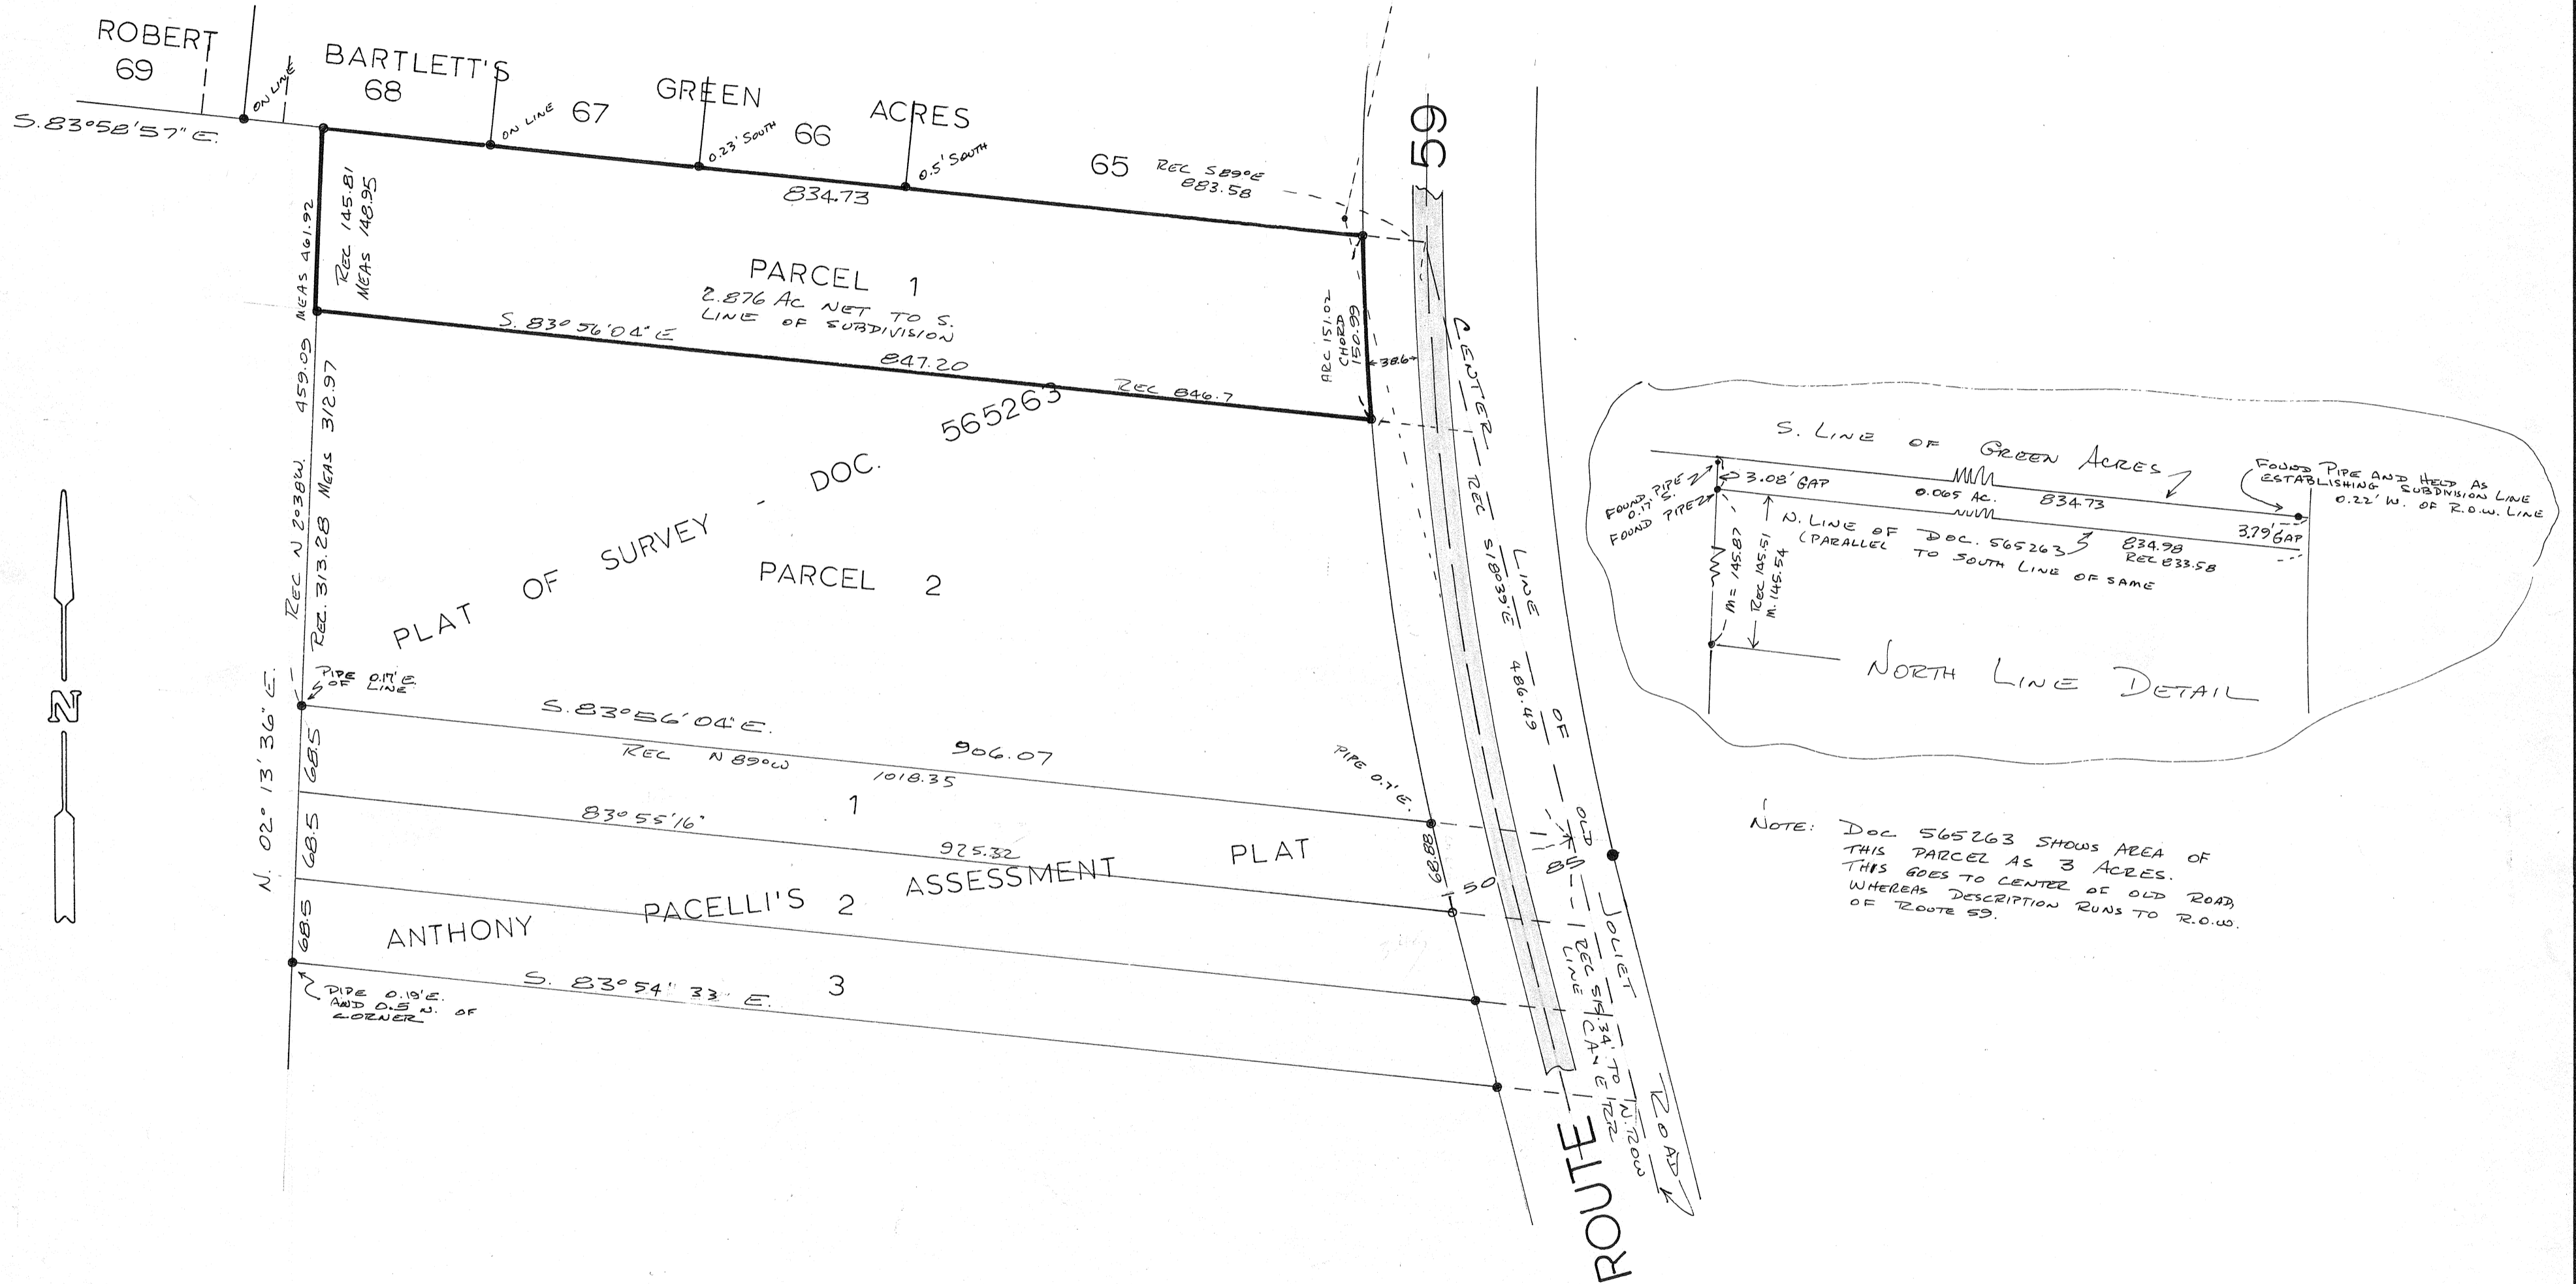 ROBERT
69
BARTLETT'S
68
GREEN
67
66
ACRES
65
ON LINE
ON LINE
0.23' SOUTH
0.5' SOUTH
S. 83°58'57" E.
834.73
REC S 89° E
883.58
59
REC 145.81
MEAS 148.95
REC N 2°38W. 459.09 MEAS 461.92
REC. 313.28 MEAS 312.97
PARCEL 1
2.876 AC NET TO S.
LINE OF SUBDIVISION
S. 83°56'04" E
847.20
REC 846.7
ARC 151.02
CHORD
150.99
38.6
PLAT OF SURVEY - DOC. 565263
PARCEL 2
CENTER LINE OF OLD JOLIET ROAD
REC S18°39'E 486.49
N
N. 02° 13' 36" E.
PIPE 0.17' E.
OF LINE
S. 83°56'04" E.
906.07
REC N 89°W
1018.35
PIPE 0.7' E.
68.5
68.5
68.5
1
83°55'16"
925.32
68.88
50
85
ANTHONY PACELLI'S ASSESSMENT PLAT
2
S. 83°54' 33" E.
3
PIPE 0.19' E.
AND 0.5 N. OF
CORNER
REC 515.34' TO N. ROW
LINE
ROUTE
S. LINE OF GREEN ACRES
FOUND PIPE
0.17' S.
FOUND PIPE
3.08' GAP
0.065 AC.
834.73
FOUND PIPE AND HELD AS
ESTABLISHING SUBDIVISION LINE
0.22' W. OF R.O.W. LINE
N. LINE OF DOC. 565263
(PARALLEL TO SOUTH LINE OF SAME
834.98
REC 833.58
3.79' GAP
M = 145.87
REC 145.51
M. 145.54
NORTH LINE DETAIL
NOTE: DOC 565263 SHOWS AREA OF
THIS PARCEL AS 3 ACRES.
THIS GOES TO CENTER OF OLD ROAD,
WHEREAS DESCRIPTION RUNS TO R.O.W.
OF ROUTE 59.